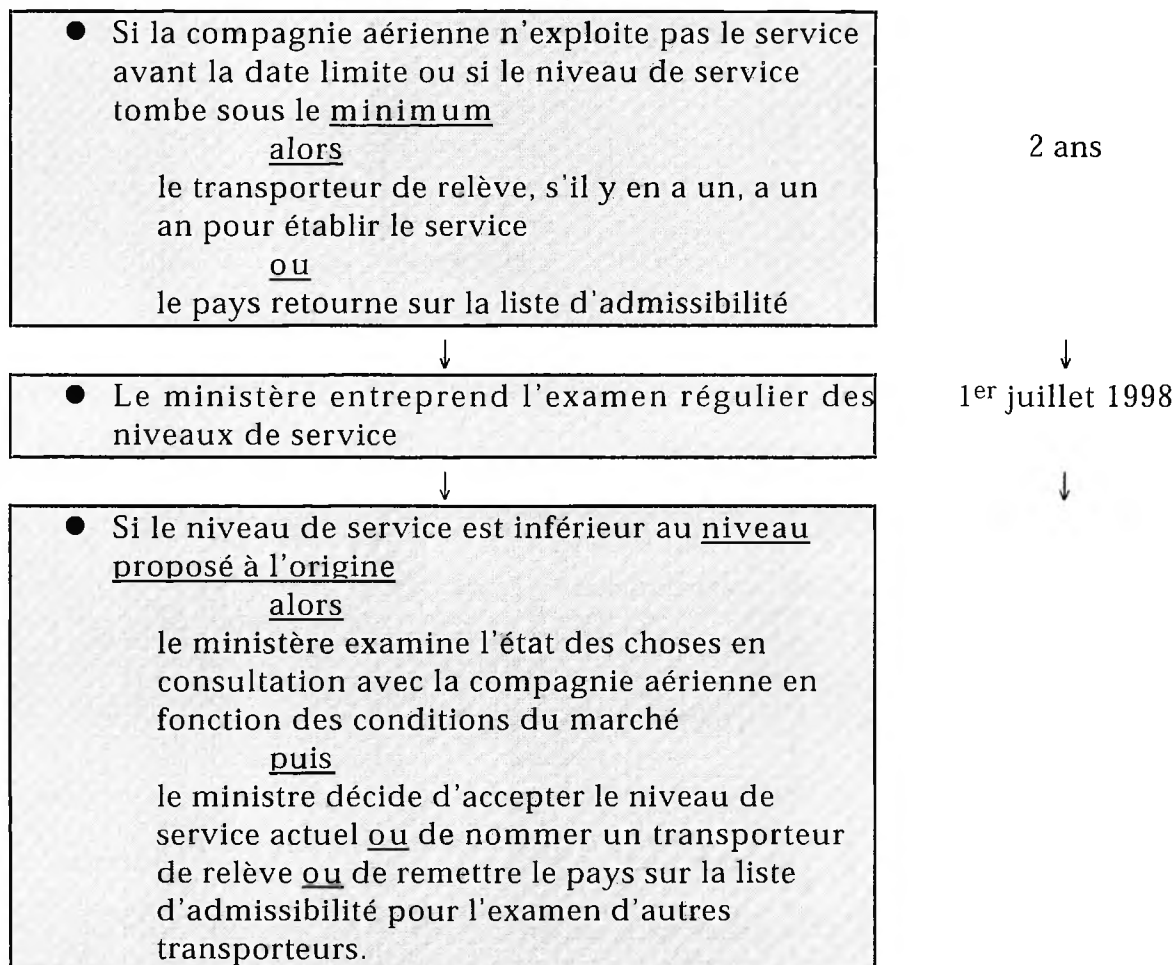 ● Si la compagnie aérienne n'exploite pas le service
avant la date limite ou si le niveau de service
tombe sous le minimum
alors
2 ans
le transporteur de relève, s'il y en a un, a un
an pour établir le service
ou
le pays retourne sur la liste d'admissibilité
↓ ↓
● Le ministère entreprend l'examen régulier des 1er juillet 1998
niveaux de service
↓ ↓
● Si le niveau de service est inférieur au niveau
proposé à l'origine
alors
le ministère examine l'état des choses en
consultation avec la compagnie aérienne en
fonction des conditions du marché
puis
le ministre décide d'accepter le niveau de
service actuel ou de nommer un transporteur
de relève ou de remettre le pays sur la liste
d'admissibilité pour l'examen d'autres
transporteurs.